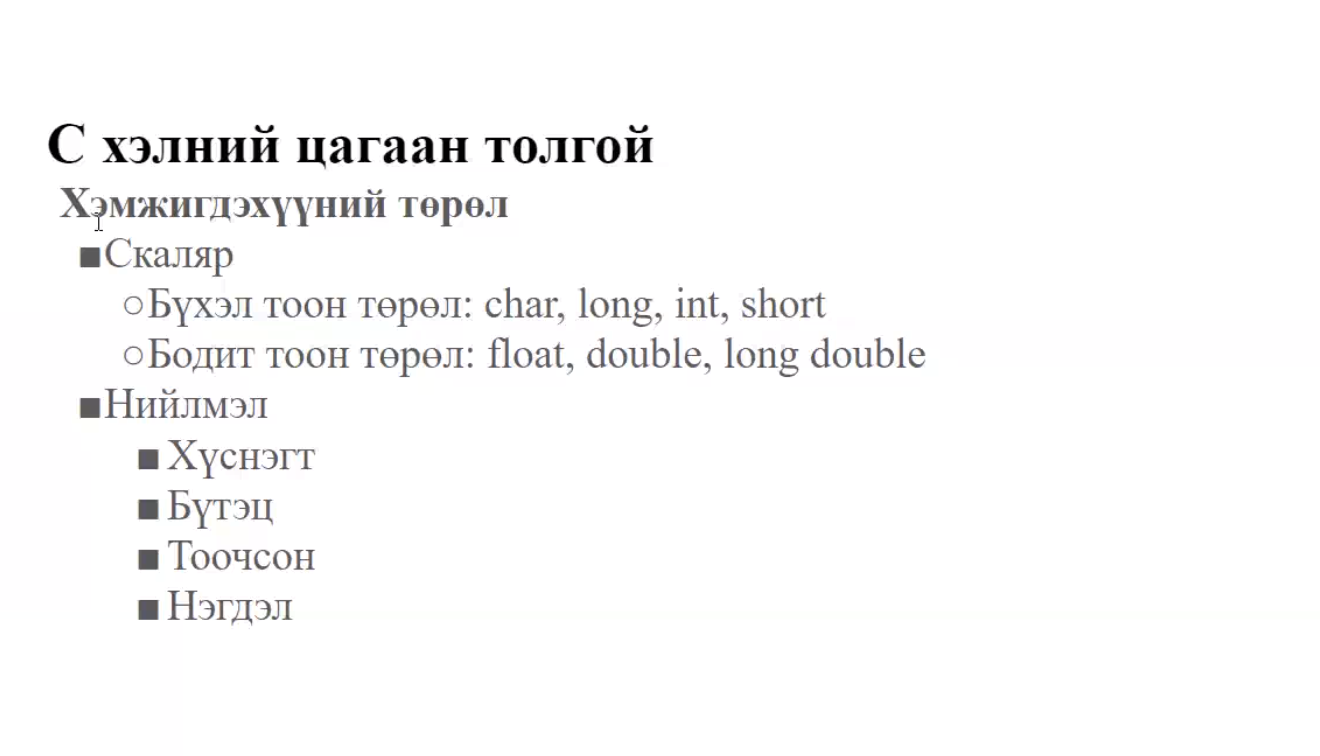 С хэлний цагаан толгой
Хэмжигдэхүүний төрөл
■Скаляр
○Бүхэл тоон төрөл: char, long, int, short
○Бодит тоон төрөл: float, double, long double
■Нийлмэл
■ Хүснэгт
■ Бүтэц
■ Тоочсон
■ Нэгдэл